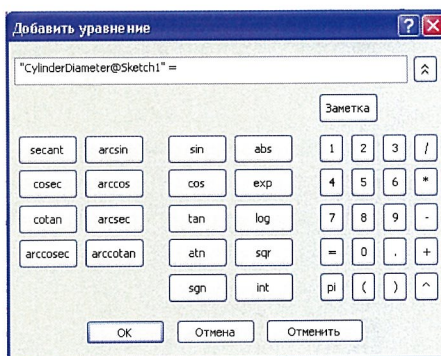 Добавить уравнение
"CylinderDiameter@Sketch1" =
Заметка
secant arcsin sin abs 1 2 3 /
cosec arccos cos exp 4 5 6 *
cotan arcsec tan log 7 8 9 -
arccosec arccotan atn sqr = 0 . +
sgn int pi ( ) ^
OK Отмена Отменить